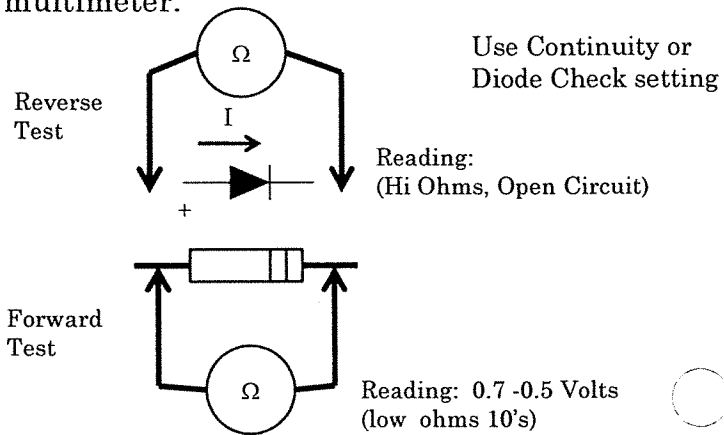 multimeter.
Ω
Use Continuity or
Diode Check setting
Reverse
Test
I
Reading:
(Hi Ohms, Open Circuit)
+
Forward
Test
Ω
Reading: 0.7 -0.5 Volts
(low ohms 10's)